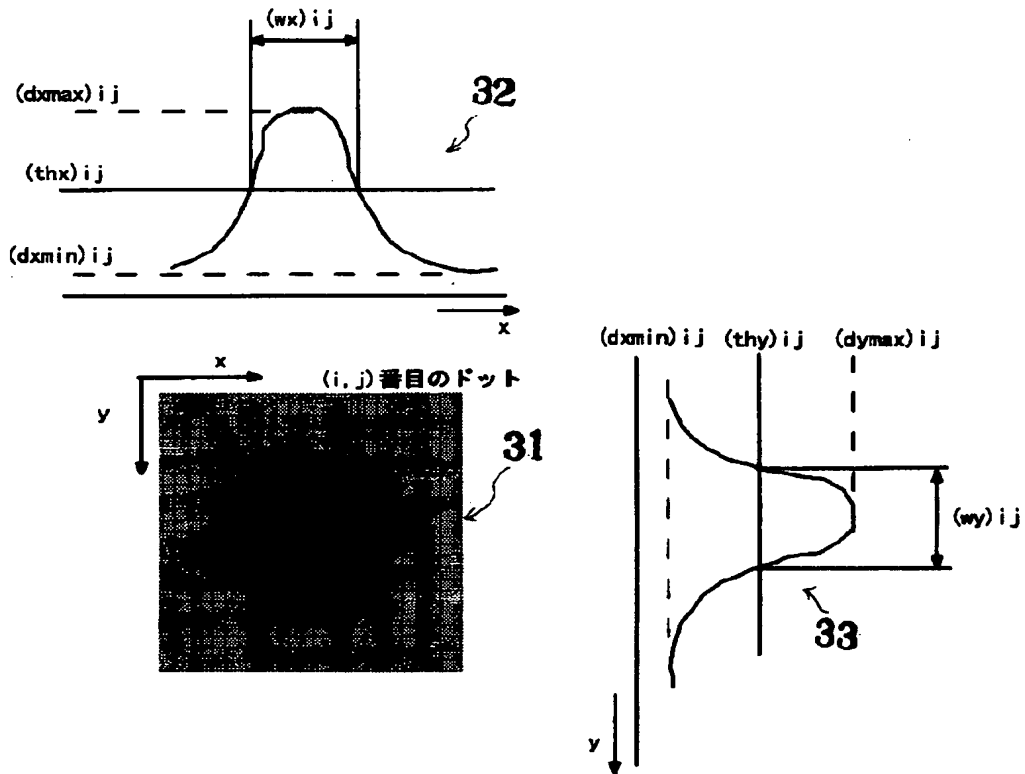 (wx)ij
(dxmax)ij
32
(thx)ij
(dxmin)ij
x
x
(i,j)番目のドット
y
31
(dxmin)ij (thy)ij (dymax)ij
(wy)ij
33
y